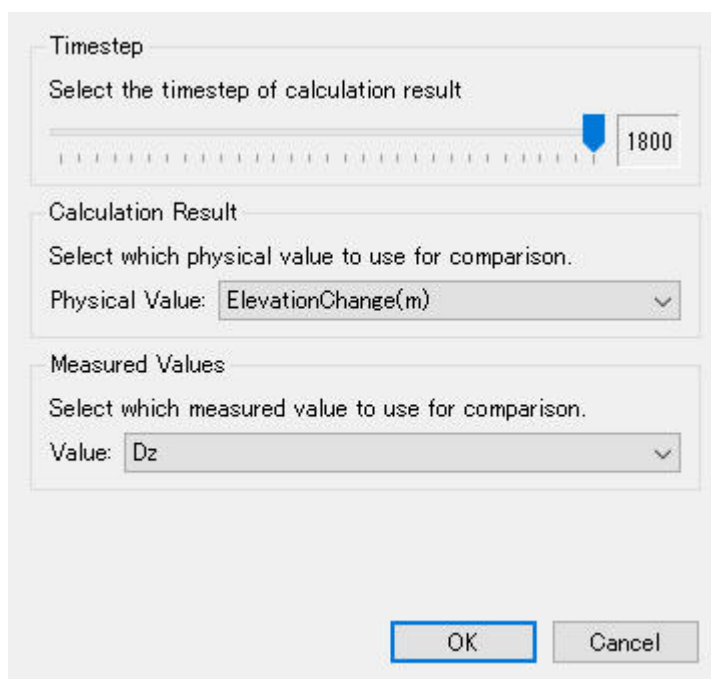 Timestep
Select the timestep of calculation result
1800
Calculation Result
Select which physical value to use for comparison.
Physical Value: ElevationChange(m)
Measured Values
Select which measured value to use for comparison.
Value: Dz
OK Cancel